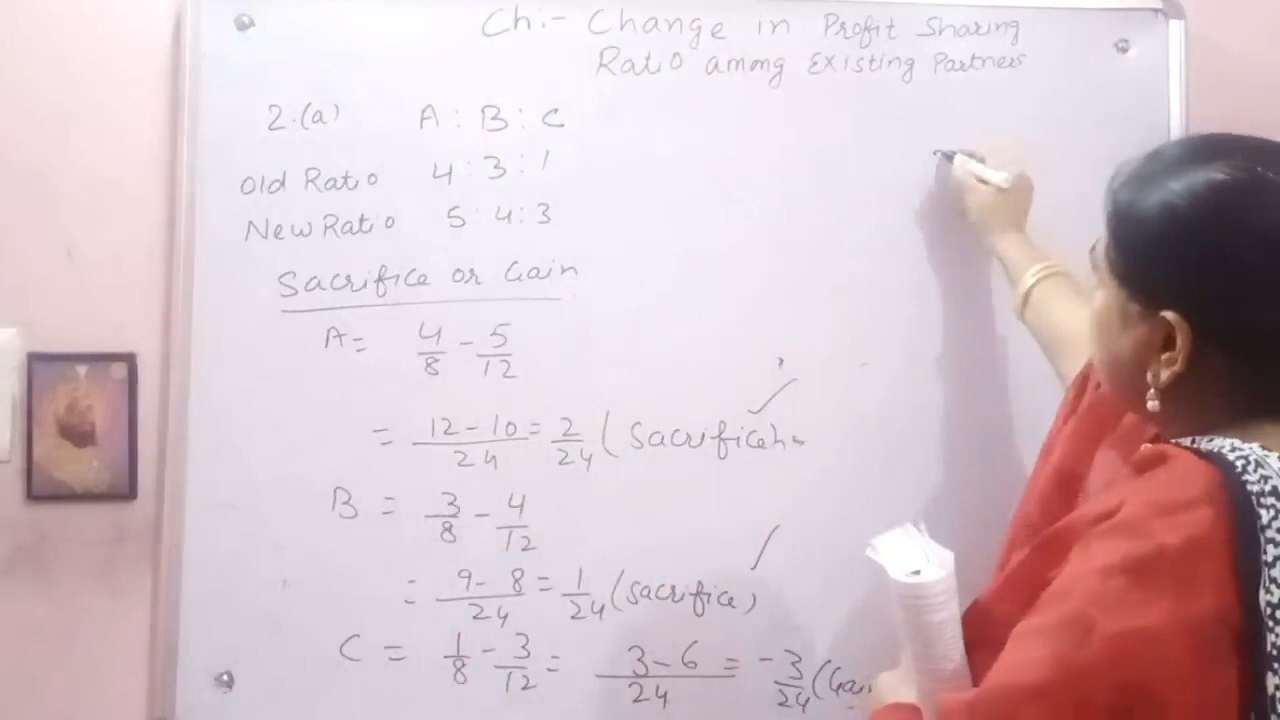 Ch:- Change in Profit Sharing
Ratio among Existing Partners
2.(a) A : B : C
Old Ratio 4 : 3 : 1
New Ratio 5 : 4 : 3
Sacrifice or Gain
A = 4/8 - 5/12
= 12-10/24 = 2/24 (Sacrifice)
B = 3/8 - 4/12
= 9-8/24 = 1/24 (Sacrifice)
C = 1/8 - 3/12 = 3-6/24 = -3/24 (Gai